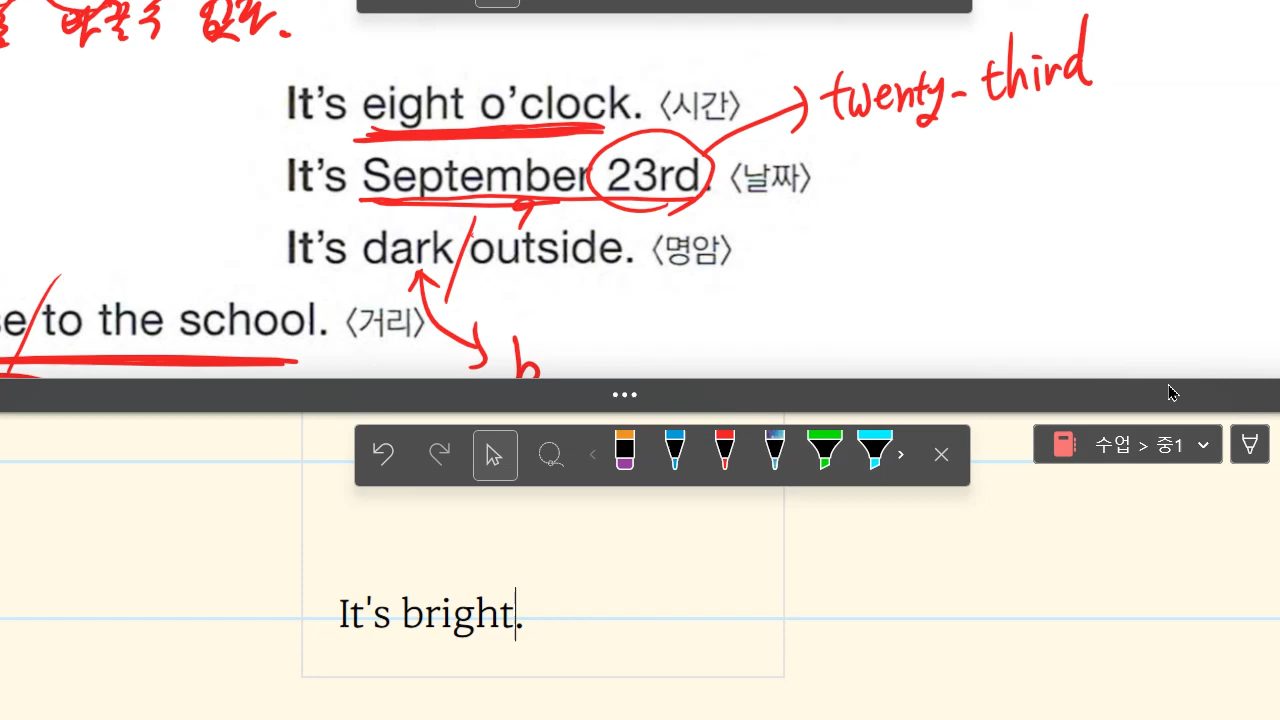 It's eight o'clock. 〈시간〉
twenty-third
It's September 23rd. 〈날짜〉
It's dark outside. 〈명암〉
se to the school. 〈거리〉
b
수업 > 중1
It's bright.